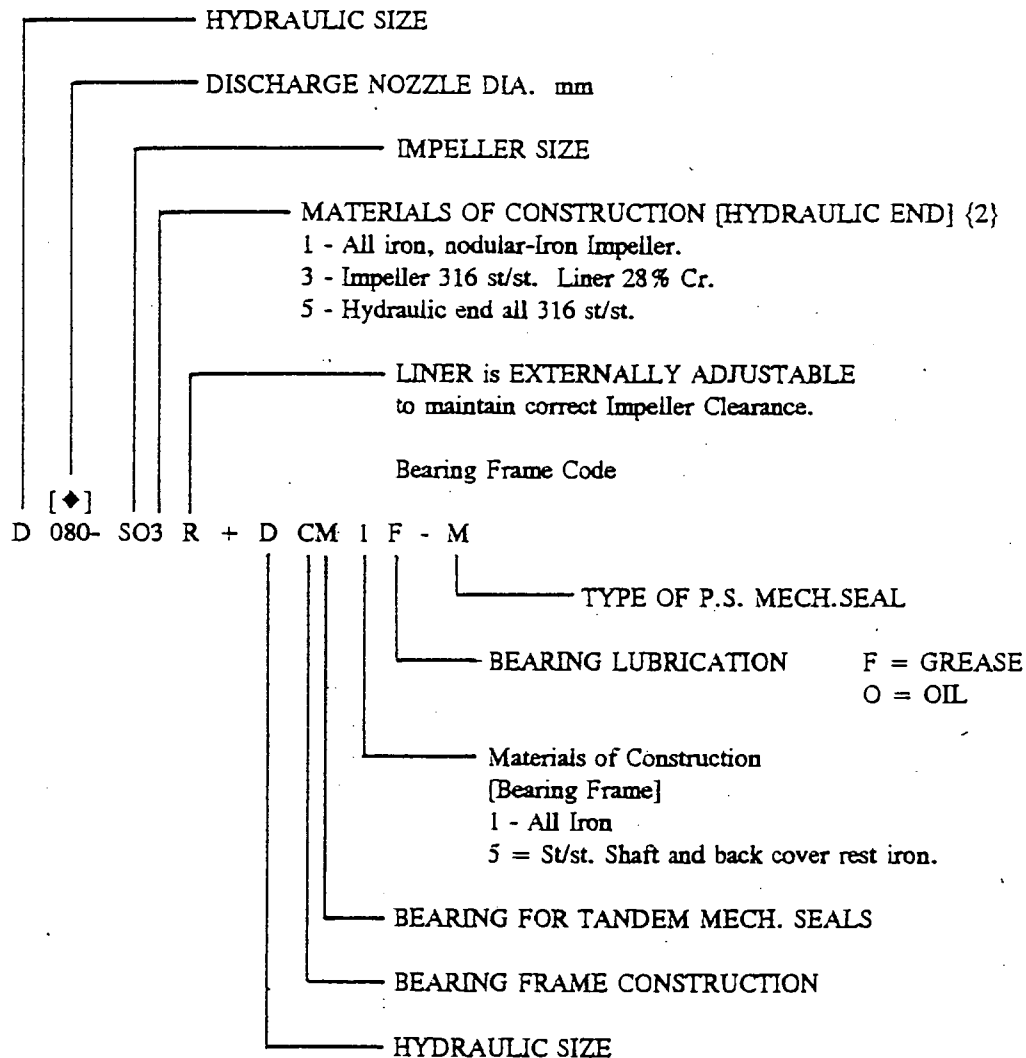 HYDRAULIC SIZE
DISCHARGE NOZZLE DIA. mm
IMPELLER SIZE
MATERIALS OF CONSTRUCTION [HYDRAULIC END] {2}
1 - All iron, nodular-Iron Impeller.
3 - Impeller 316 st/st. Liner 28% Cr.
5 - Hydraulic end all 316 st/st.
LINER is EXTERNALLY ADJUSTABLE
to maintain correct Impeller Clearance.
Bearing Frame Code
[◆]
D 080- SO3 R + D CM 1 F - M
TYPE OF P.S. MECH.SEAL
BEARING LUBRICATION F = GREASE
O = OIL
Materials of Construction
[Bearing Frame]
1 - All Iron
5 = St/st. Shaft and back cover rest iron.
BEARING FOR TANDEM MECH. SEALS
BEARING FRAME CONSTRUCTION
HYDRAULIC SIZE